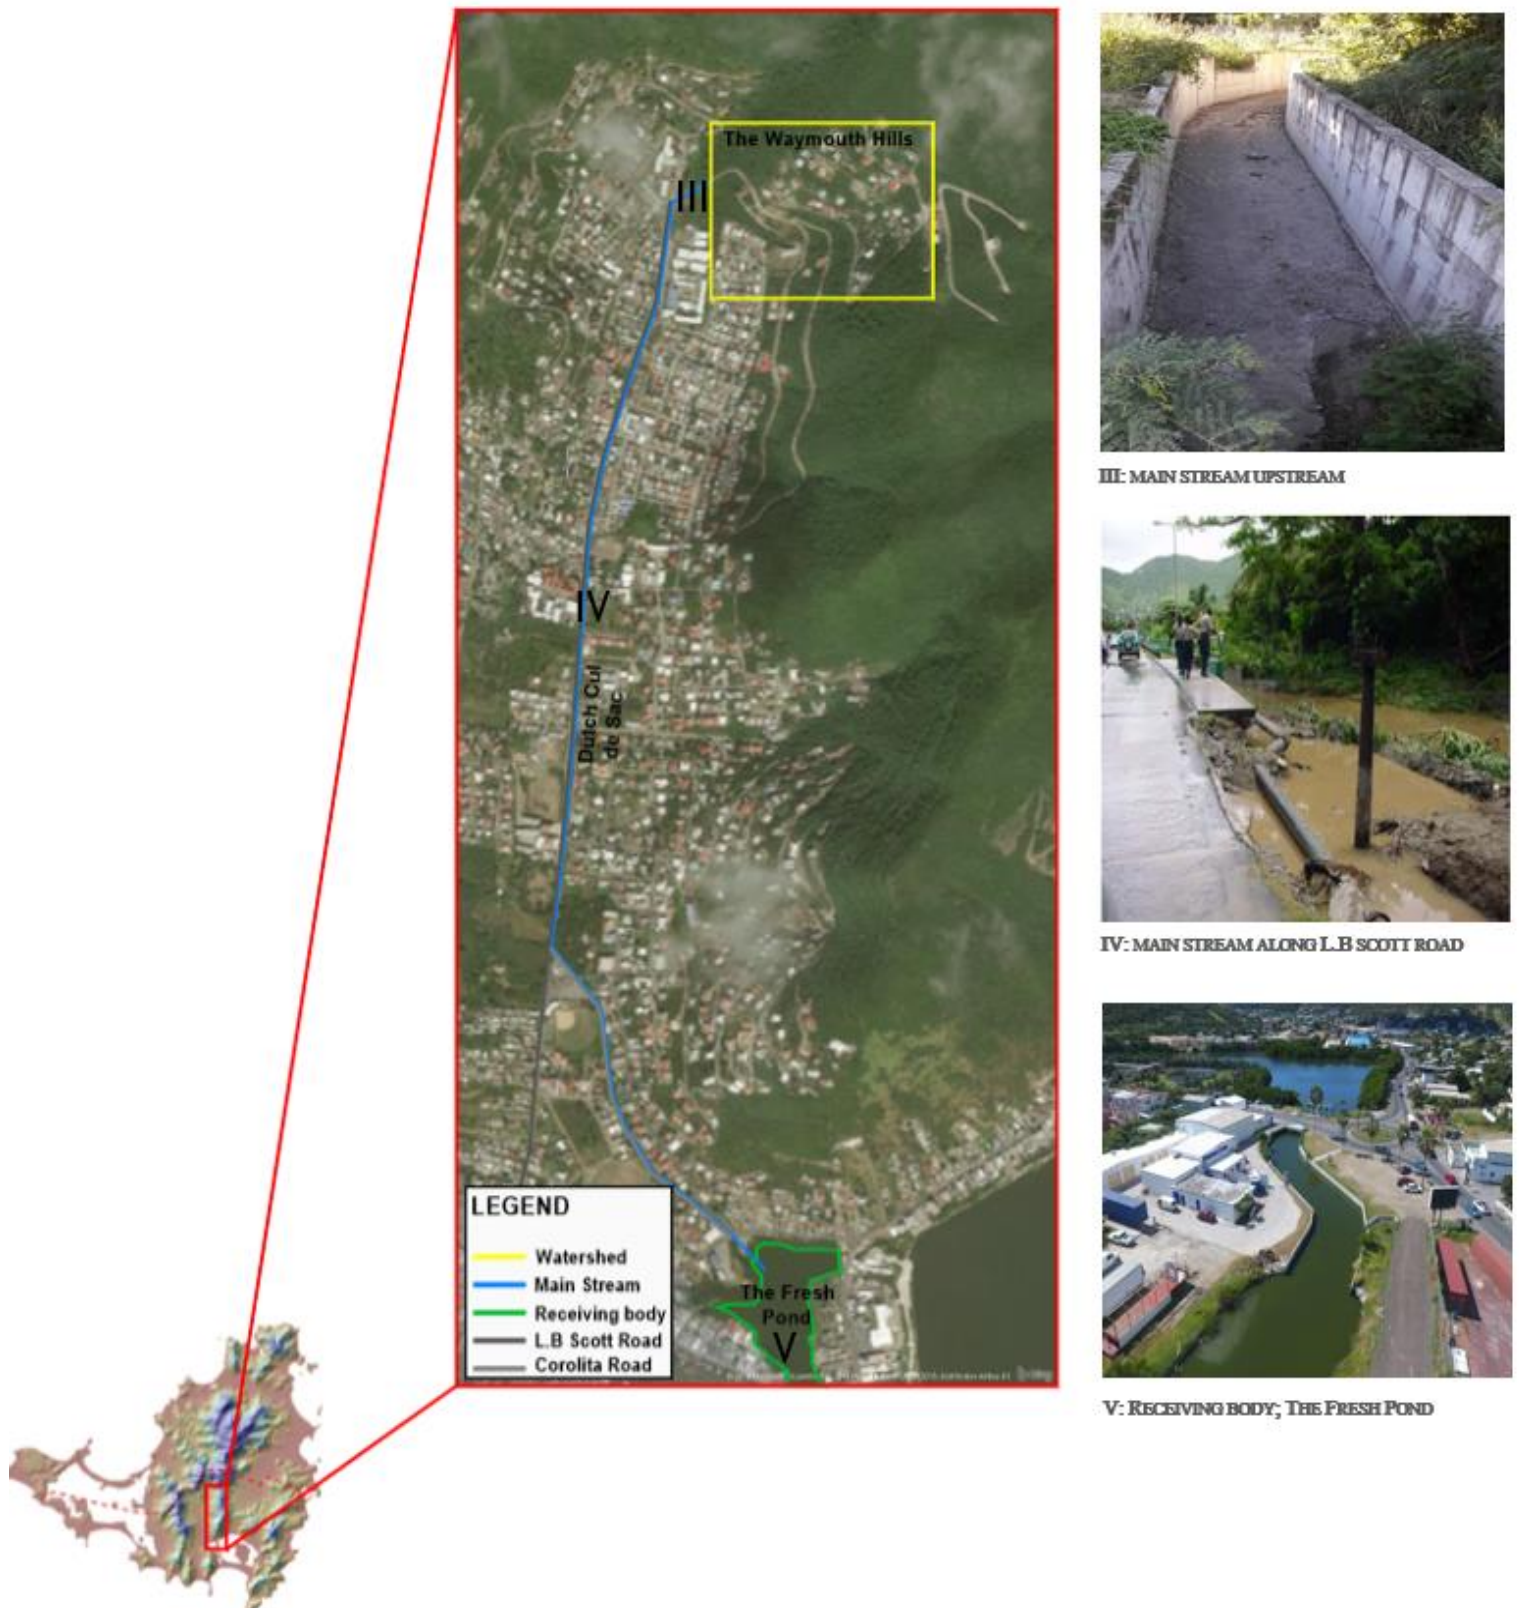 The Waymouth Hills
III
IV
Dutch Cul
de Sac
LEGEND
Watershed
Main Stream
Receiving body
L.B Scott Road
Corolita Road
The Fresh
Pond
V
III: MAIN STREAM UPSTREAM
IV: MAIN STREAM ALONG L.B SCOTT ROAD
V: RECEIVING BODY; THE FRESH POND